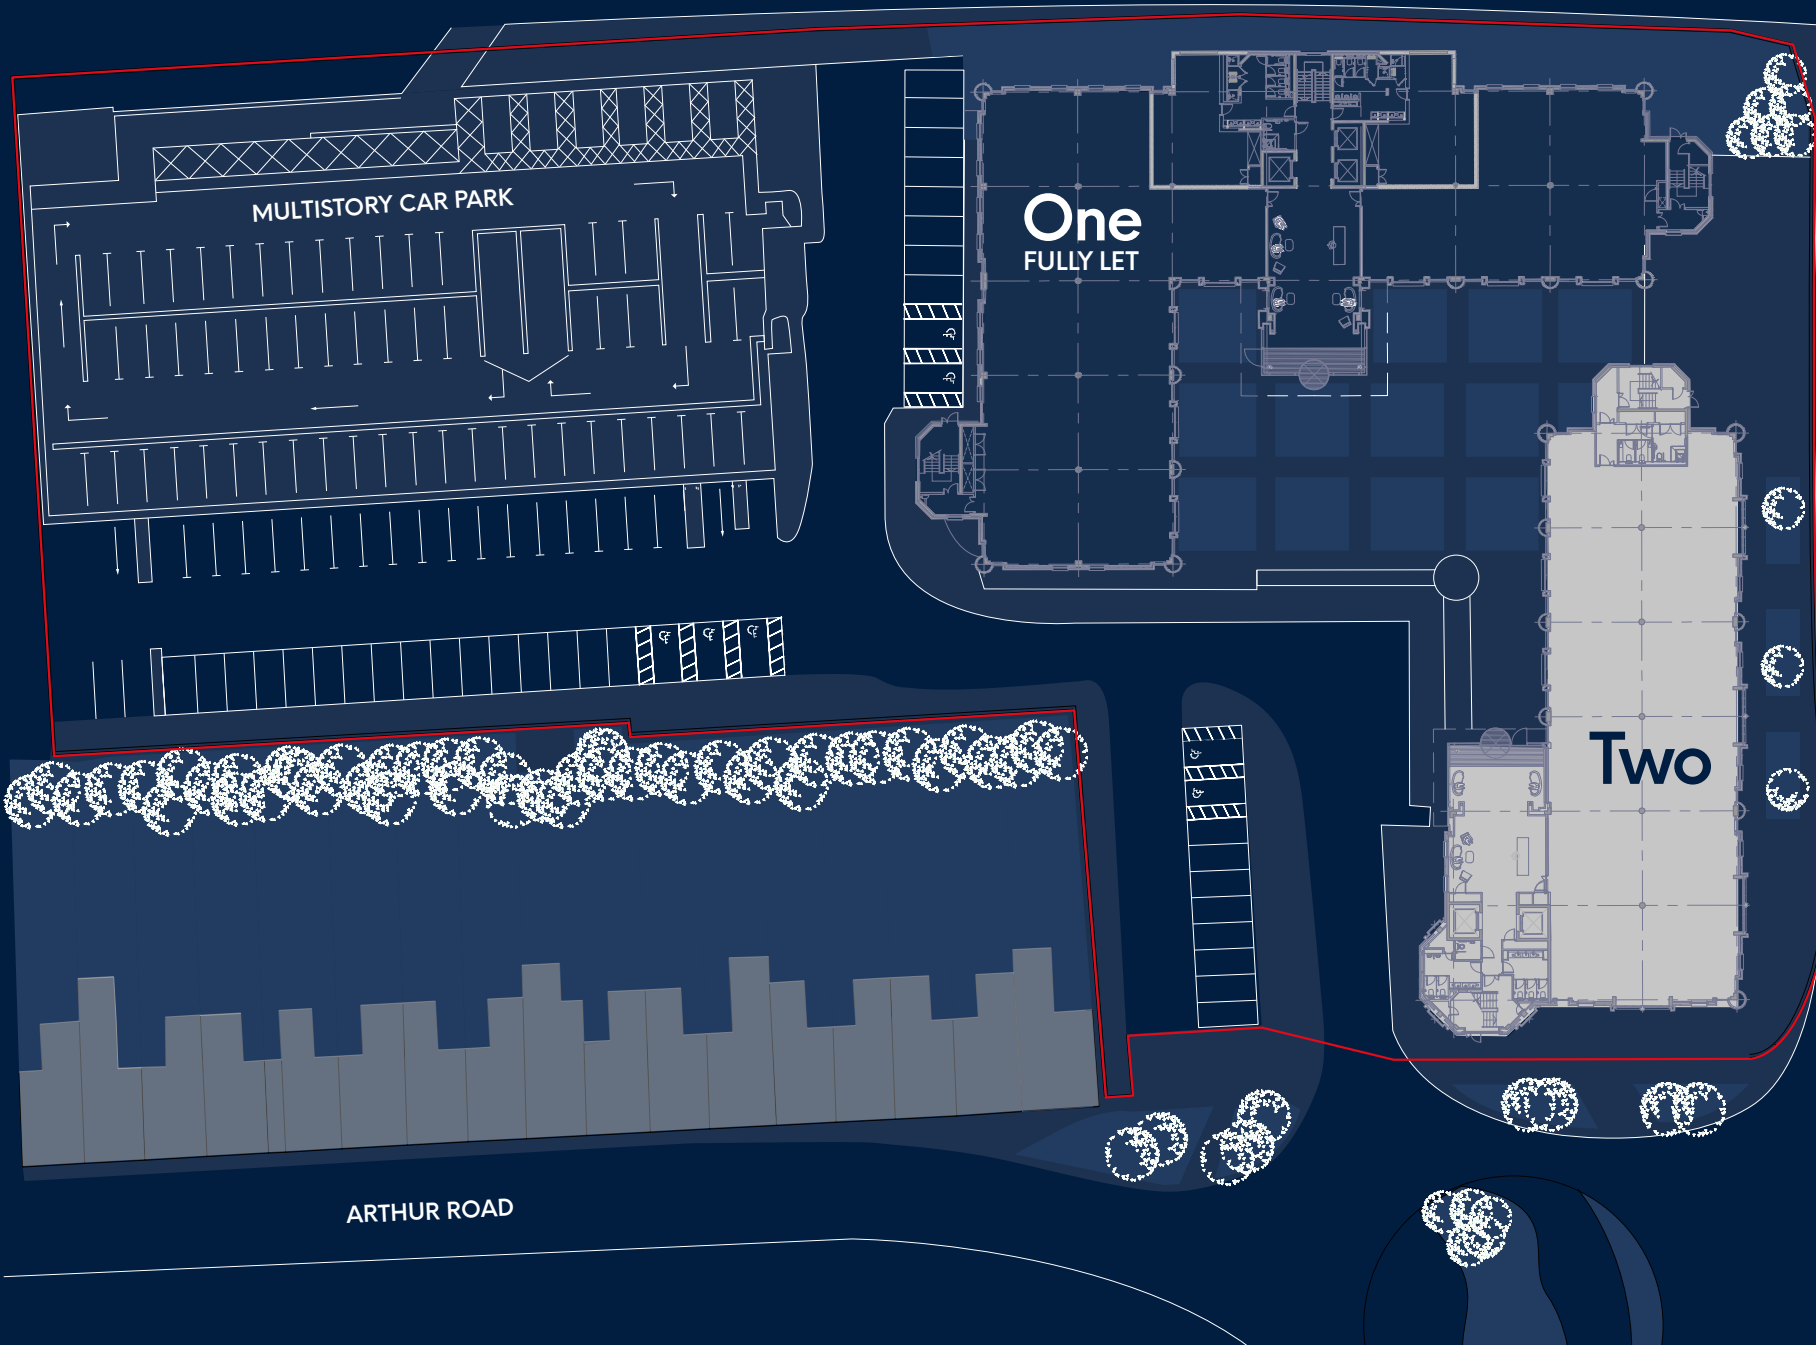 MULTISTORY CAR PARK
One
FULLY LET
Two
ARTHUR ROAD